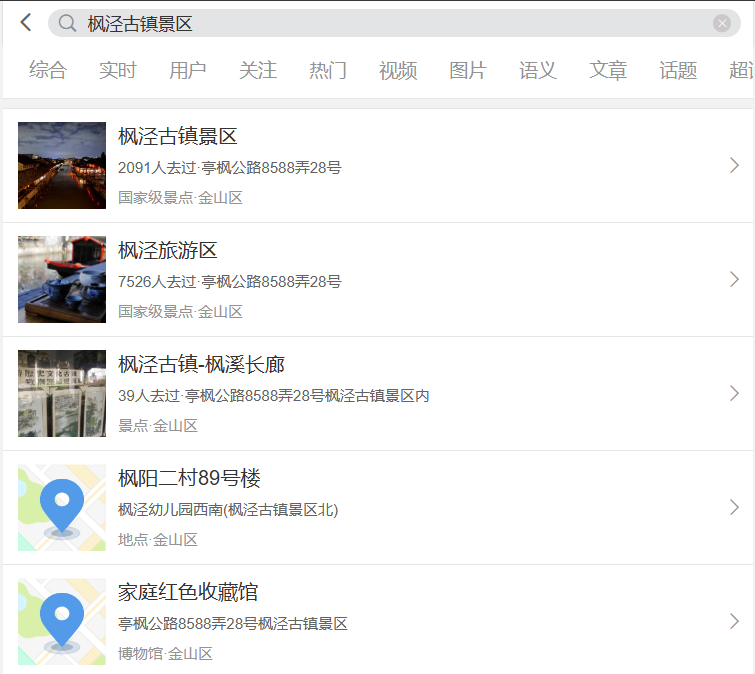 枫泾古镇景区
综合 实时 用户 关注 热门 视频 图片 语义 文章 话题
枫泾古镇景区
2091人去过·亭枫公路8588弄28号
国家级景点·金山区
枫泾旅游区
7526人去过·亭枫公路8588弄28号
国家级景点·金山区
枫泾古镇-枫溪长廊
39人去过·亭枫公路8588弄28号枫泾古镇景区内
景点·金山区
枫阳二村89号楼
枫泾幼儿园西南(枫泾古镇景区北)
地点·金山区
家庭红色收藏馆
亭枫公路8588弄28号枫泾古镇景区
博物馆·金山区